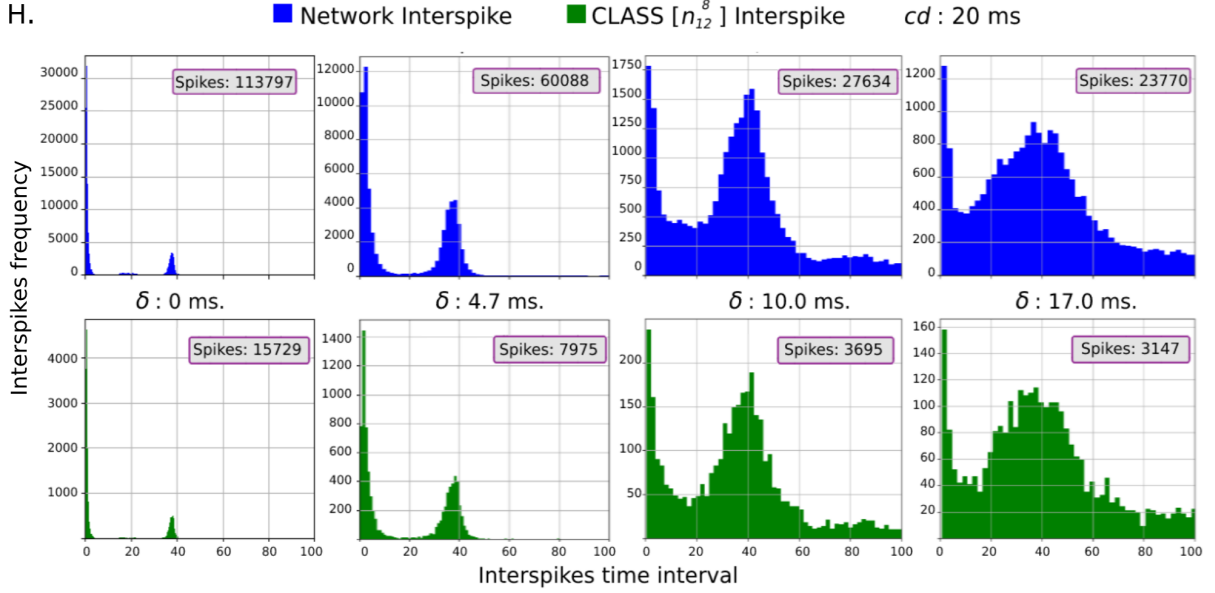 H.
Network Interspike
CLASS [n₁₂⁸] Interspike
cd : 20 ms
Interspikes frequency
30000
25000
20000
15000
10000
5000
0
Spikes: 113797
12000
10000
8000
6000
4000
2000
0
Spikes: 60088
1750
1500
1250
1000
750
500
250
0
Spikes: 27634
1200
1000
800
600
400
200
0
Spikes: 23770
δ : 0 ms.
δ : 4.7 ms.
δ : 10.0 ms.
δ : 17.0 ms.
4000
3000
2000
1000
Spikes: 15729
0 20 40 60 80 100
1400
1200
1000
800
600
400
200
Spikes: 7975
0 20 40 60 80 100
200
150
100
50
Spikes: 3695
0 20 40 60 80 100
160
140
120
100
80
60
40
20
Spikes: 3147
0 20 40 60 80 100
Interspikes time interval